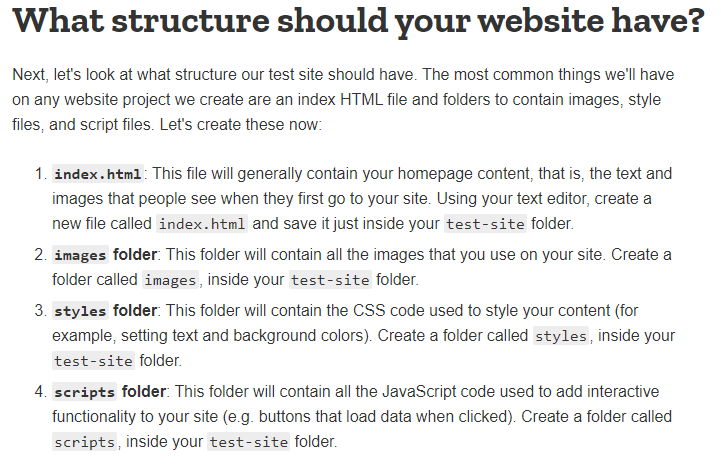 What structure should your website have?
Next, let's look at what structure our test site should have. The most common things we'll have
on any website project we create are an index HTML file and folders to contain images, style
files, and script files. Let's create these now:
1. index.html: This file will generally contain your homepage content, that is, the text and
images that people see when they first go to your site. Using your text editor, create a
new file called index.html and save it just inside your test-site folder.
2. images folder: This folder will contain all the images that you use on your site. Create a
folder called images, inside your test-site folder.
3. styles folder: This folder will contain the CSS code used to style your content (for
example, setting text and background colors). Create a folder called styles, inside your
test-site folder.
4. scripts folder: This folder will contain all the JavaScript code used to add interactive
functionality to your site (e.g. buttons that load data when clicked). Create a folder called
scripts, inside your test-site folder.